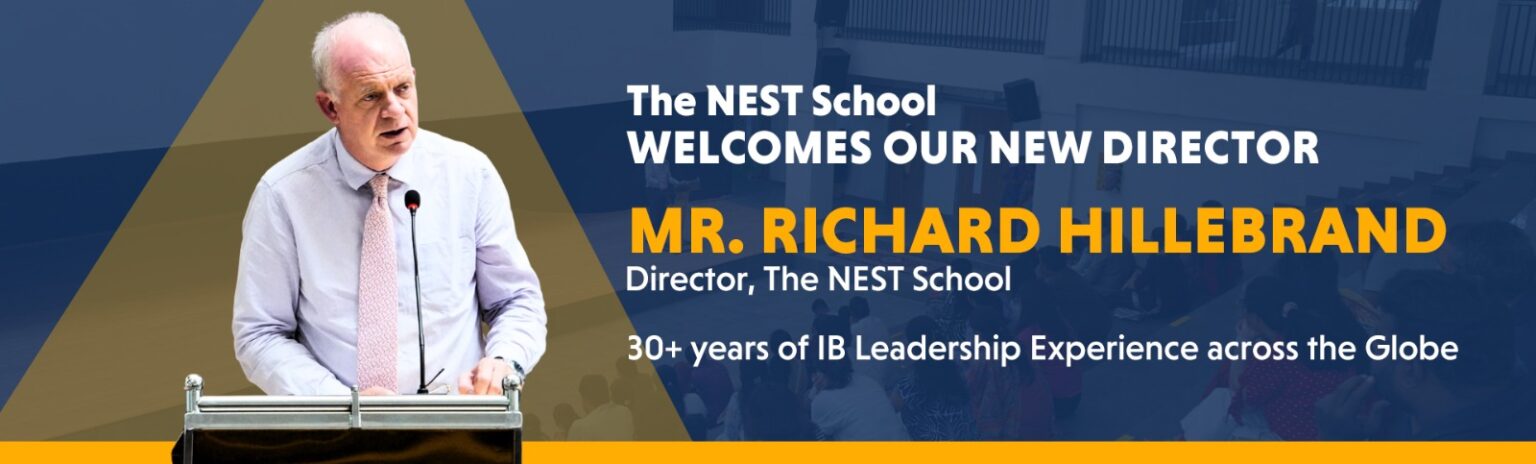 The NEST School
WELCOMES OUR NEW DIRECTOR
MR. RICHARD HILLEBRAND
Director, The NEST School
30+ years of IB Leadership Experience across the Globe